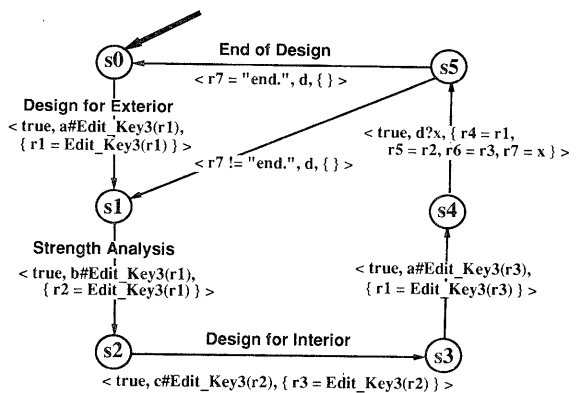 s0
End of Design
s5
< r7 = "end.", d, { } >
Design for Exterior
< true, a#Edit_Key3(r1),
{ r1 = Edit_Key3(r1) } >
< true, d?x, { r4 = r1,
r5 = r2, r6 = r3, r7 = x } >
< r7 != "end.", d, { } >
s1
s4
Strength Analysis
< true, b#Edit_Key3(r1),
{ r2 = Edit_Key3(r1) } >
< true, a#Edit_Key3(r3),
{ r1 = Edit_Key3(r3) } >
Design for Interior
s2
s3
< true, c#Edit_Key3(r2), { r3 = Edit_Key3(r2) } >